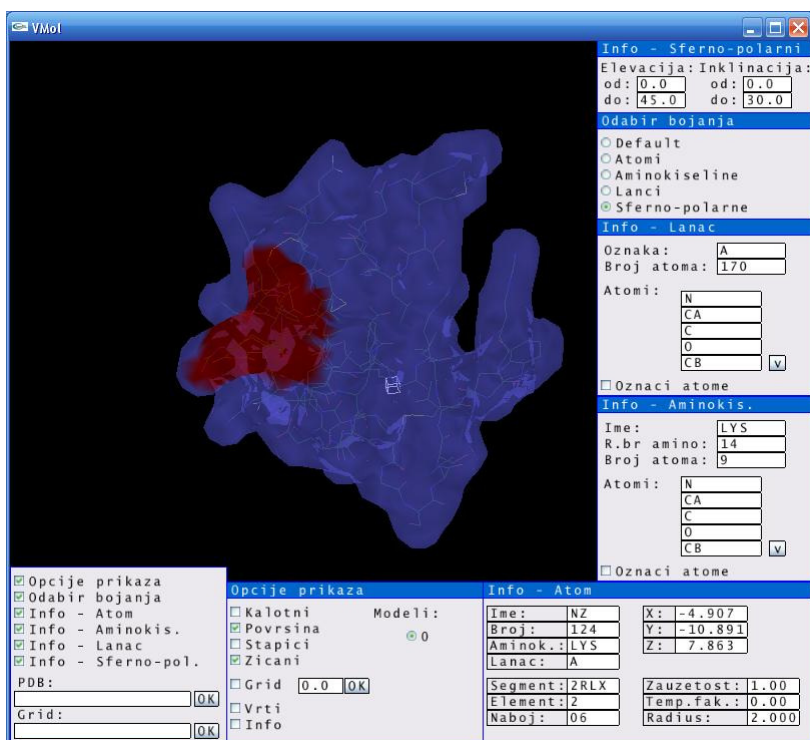 VMol
Info - Sferno-polarni
Elevacija: Inklinacija:
od: 0.0 od: 0.0
do: 45.0 do: 30.0
Odabir bojanja
Default
Atomi
Aminokiseline
Lanci
Sferno-polarne
Info - Lanac
Oznaka: A
Broj atoma: 170
Atomi: N
CA
C
O
CB v
Oznaci atome
Info - Aminokis.
Ime: LYS
R.br amino: 14
Broj atoma: 9
Atomi: N
CA
C
O
CB v
Oznaci atome
Opcije prikaza
Odabir bojanja
Info - Atom
Info - Aminokis.
Info - Lanac
Info - Sferno-pol.
PDB:
OK
Grid:
OK
Opcije prikaza
Kalotni Modeli:
Povrsina 0
Stapici
Zicani
Grid 0.0 OK
Vrti
Info
Info - Atom
Ime: NZ X: -4.907
Broj: 124 Y: -10.891
Aminok.: LYS Z: 7.863
Lanac: A
Segment: 2RLX Zauzetost: 1.00
Element: 2 Temp.fak.: 0.00
Naboj: 06 Radius: 2.000